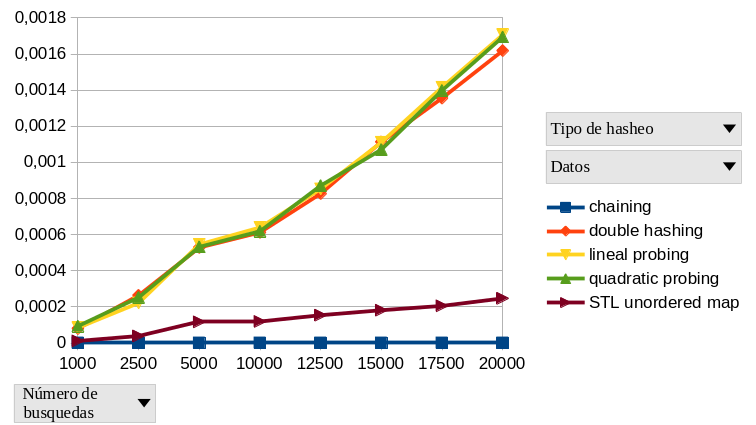 0,0018
0,0016
0,0014
0,0012
0,001
0,0008
0,0006
0,0004
0,0002
0
1000 2500 5000 10000 12500 15000 17500 20000
Número de
busquedas
Tipo de hasheo
Datos
chaining
double hashing
lineal probing
quadratic probing
STL unordered map